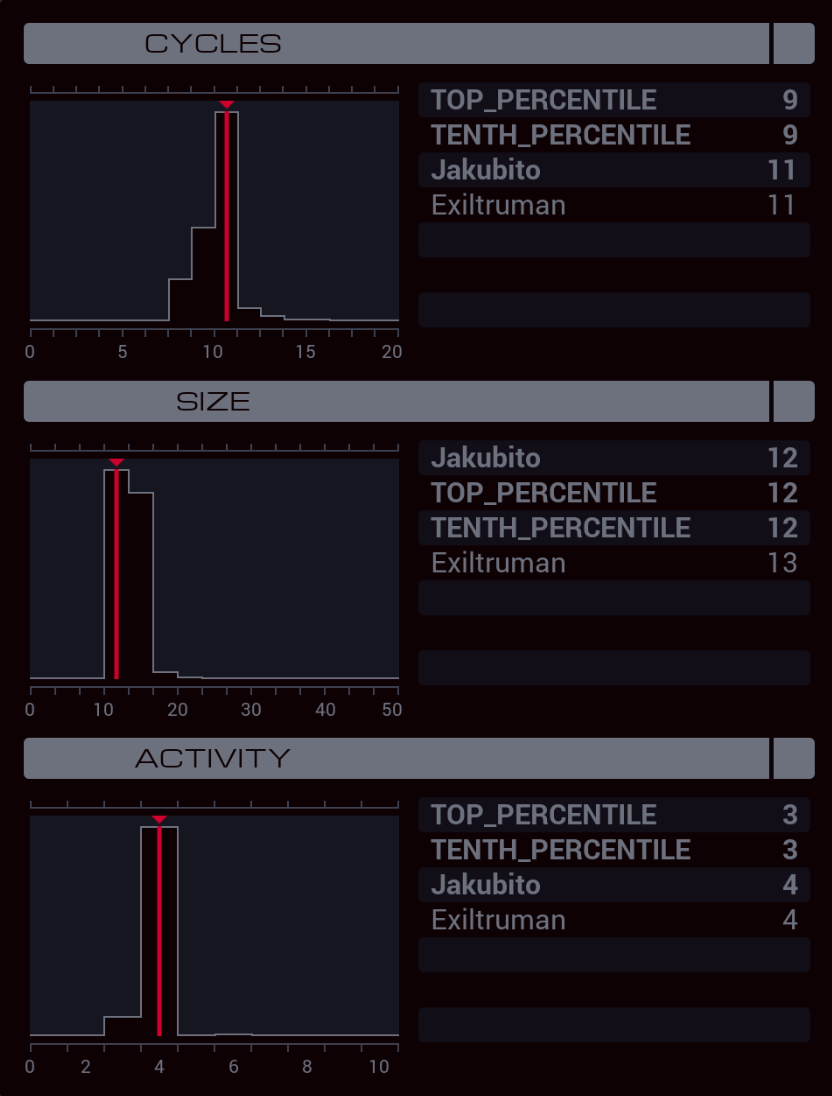 CYCLES
TOP_PERCENTILE 9
TENTH_PERCENTILE 9
Jakubito 11
Exiltruman 11
0 5 10 15 20
SIZE
Jakubito 12
TOP_PERCENTILE 12
TENTH_PERCENTILE 12
Exiltruman 13
0 10 20 30 40 50
ACTIVITY
TOP_PERCENTILE 3
TENTH_PERCENTILE 3
Jakubito 4
Exiltruman 4
0 2 4 6 8 10